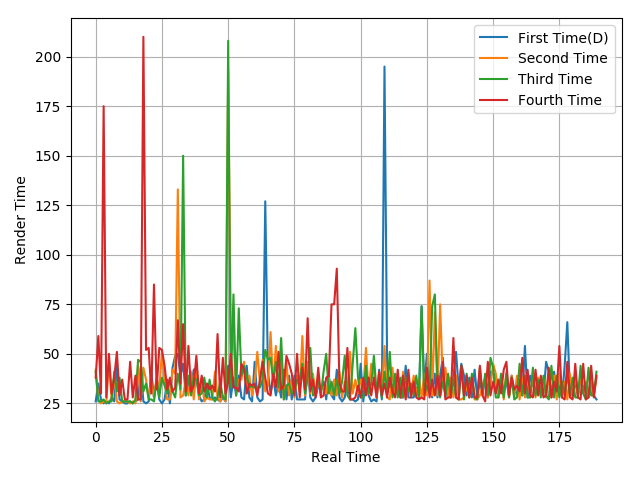 First Time(D)
Second Time
Third Time
Fourth Time
Render Time
200
175
150
125
100
75
50
25
0
25
50
75
100
125
150
175
Real Time